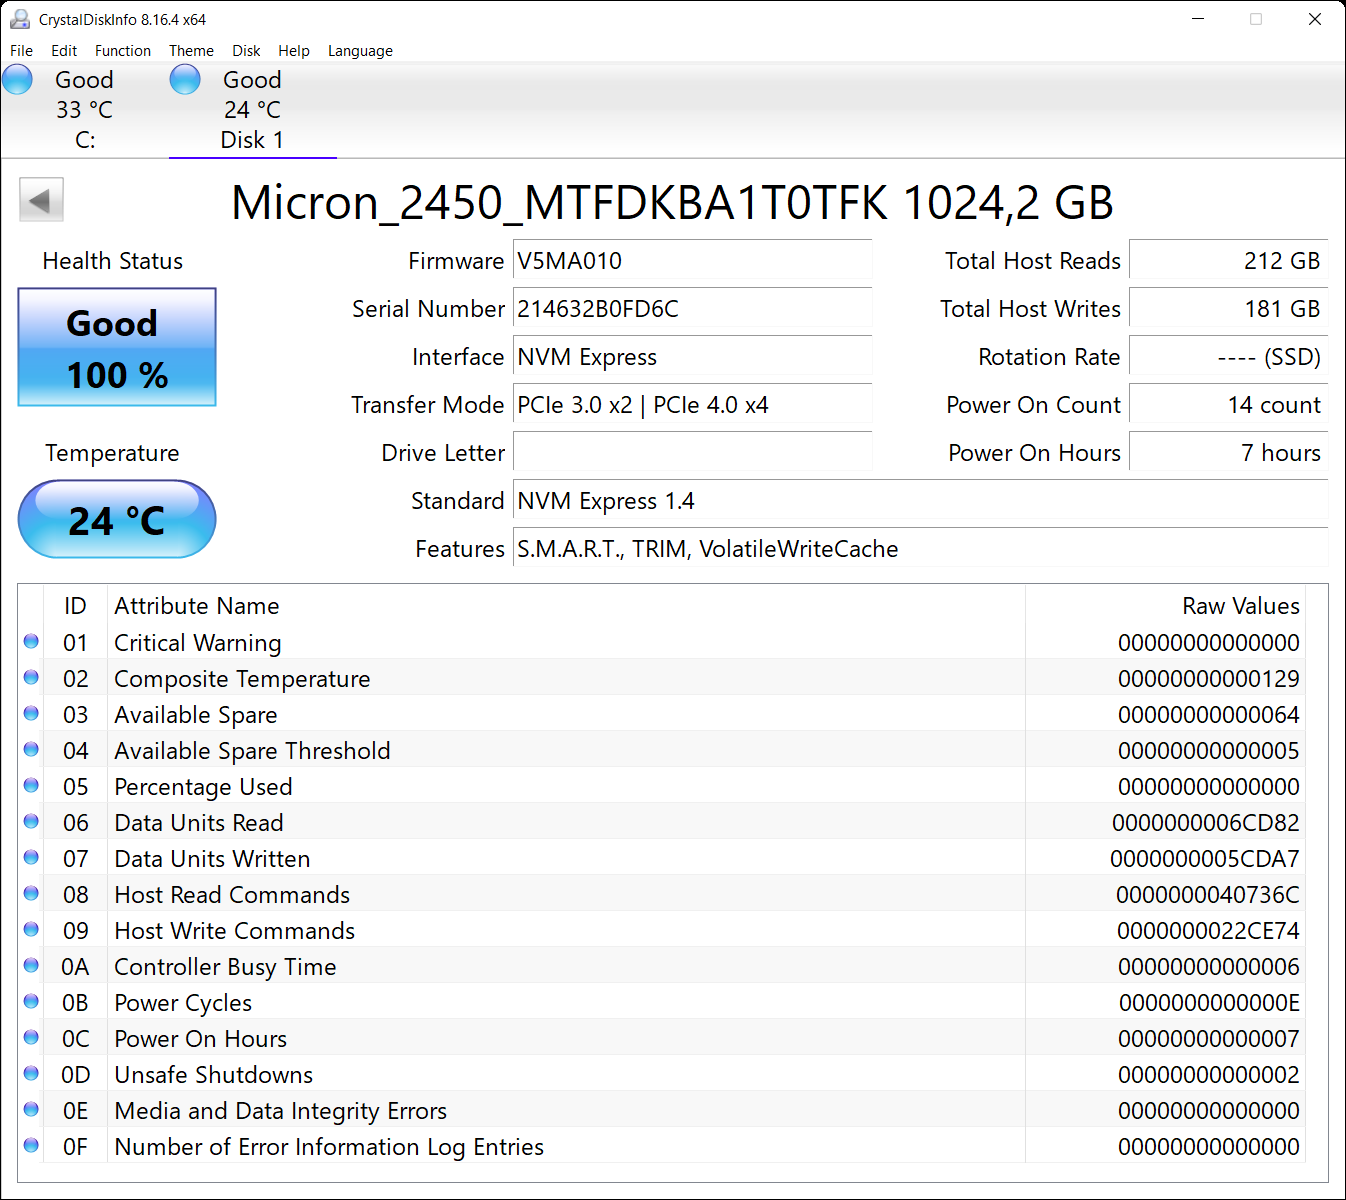 CrystalDiskInfo 8.16.4 x64
File Edit Function Theme Disk Help Language
Good Good
33 °C 24 °C
C: Disk 1
Micron_2450_MTFDKBA1T0TFK 1024,2 GB
Health Status
Good
100 %
Temperature
24 °C
Firmware V5MA010
Serial Number 214632B0FD6C
Interface NVM Express
Transfer Mode PCIe 3.0 x2 | PCIe 4.0 x4
Drive Letter
Standard NVM Express 1.4
Features S.M.A.R.T., TRIM, VolatileWriteCache
Total Host Reads 212 GB
Total Host Writes 181 GB
Rotation Rate ---- (SSD)
Power On Count 14 count
Power On Hours 7 hours
ID Attribute Name Raw Values
01 Critical Warning 00000000000000
02 Composite Temperature 00000000000129
03 Available Spare 00000000000064
04 Available Spare Threshold 00000000000005
05 Percentage Used 00000000000000
06 Data Units Read 0000000006CD82
07 Data Units Written 0000000005CDA7
08 Host Read Commands 0000000040736C
09 Host Write Commands 0000000022CE74
0A Controller Busy Time 00000000000006
0B Power Cycles 0000000000000E
0C Power On Hours 00000000000007
0D Unsafe Shutdowns 00000000000002
0E Media and Data Integrity Errors 00000000000000
0F Number of Error Information Log Entries 00000000000000